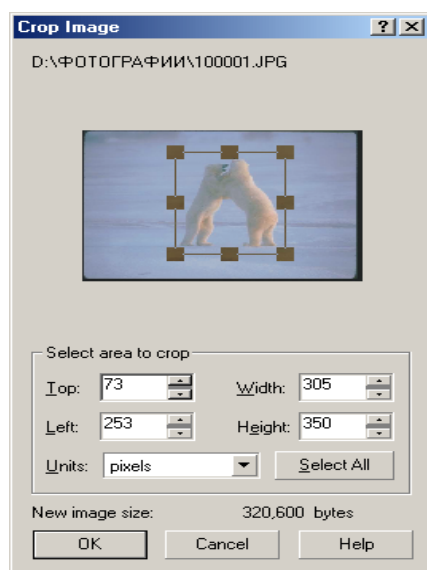 Crop Image
D:\ФОТОГРАФИИ\100001.JPG
Select area to crop
Top: 73 Width: 305
Left: 253 Height: 350
Units: pixels Select All
New image size: 320,600 bytes
OK Cancel Help